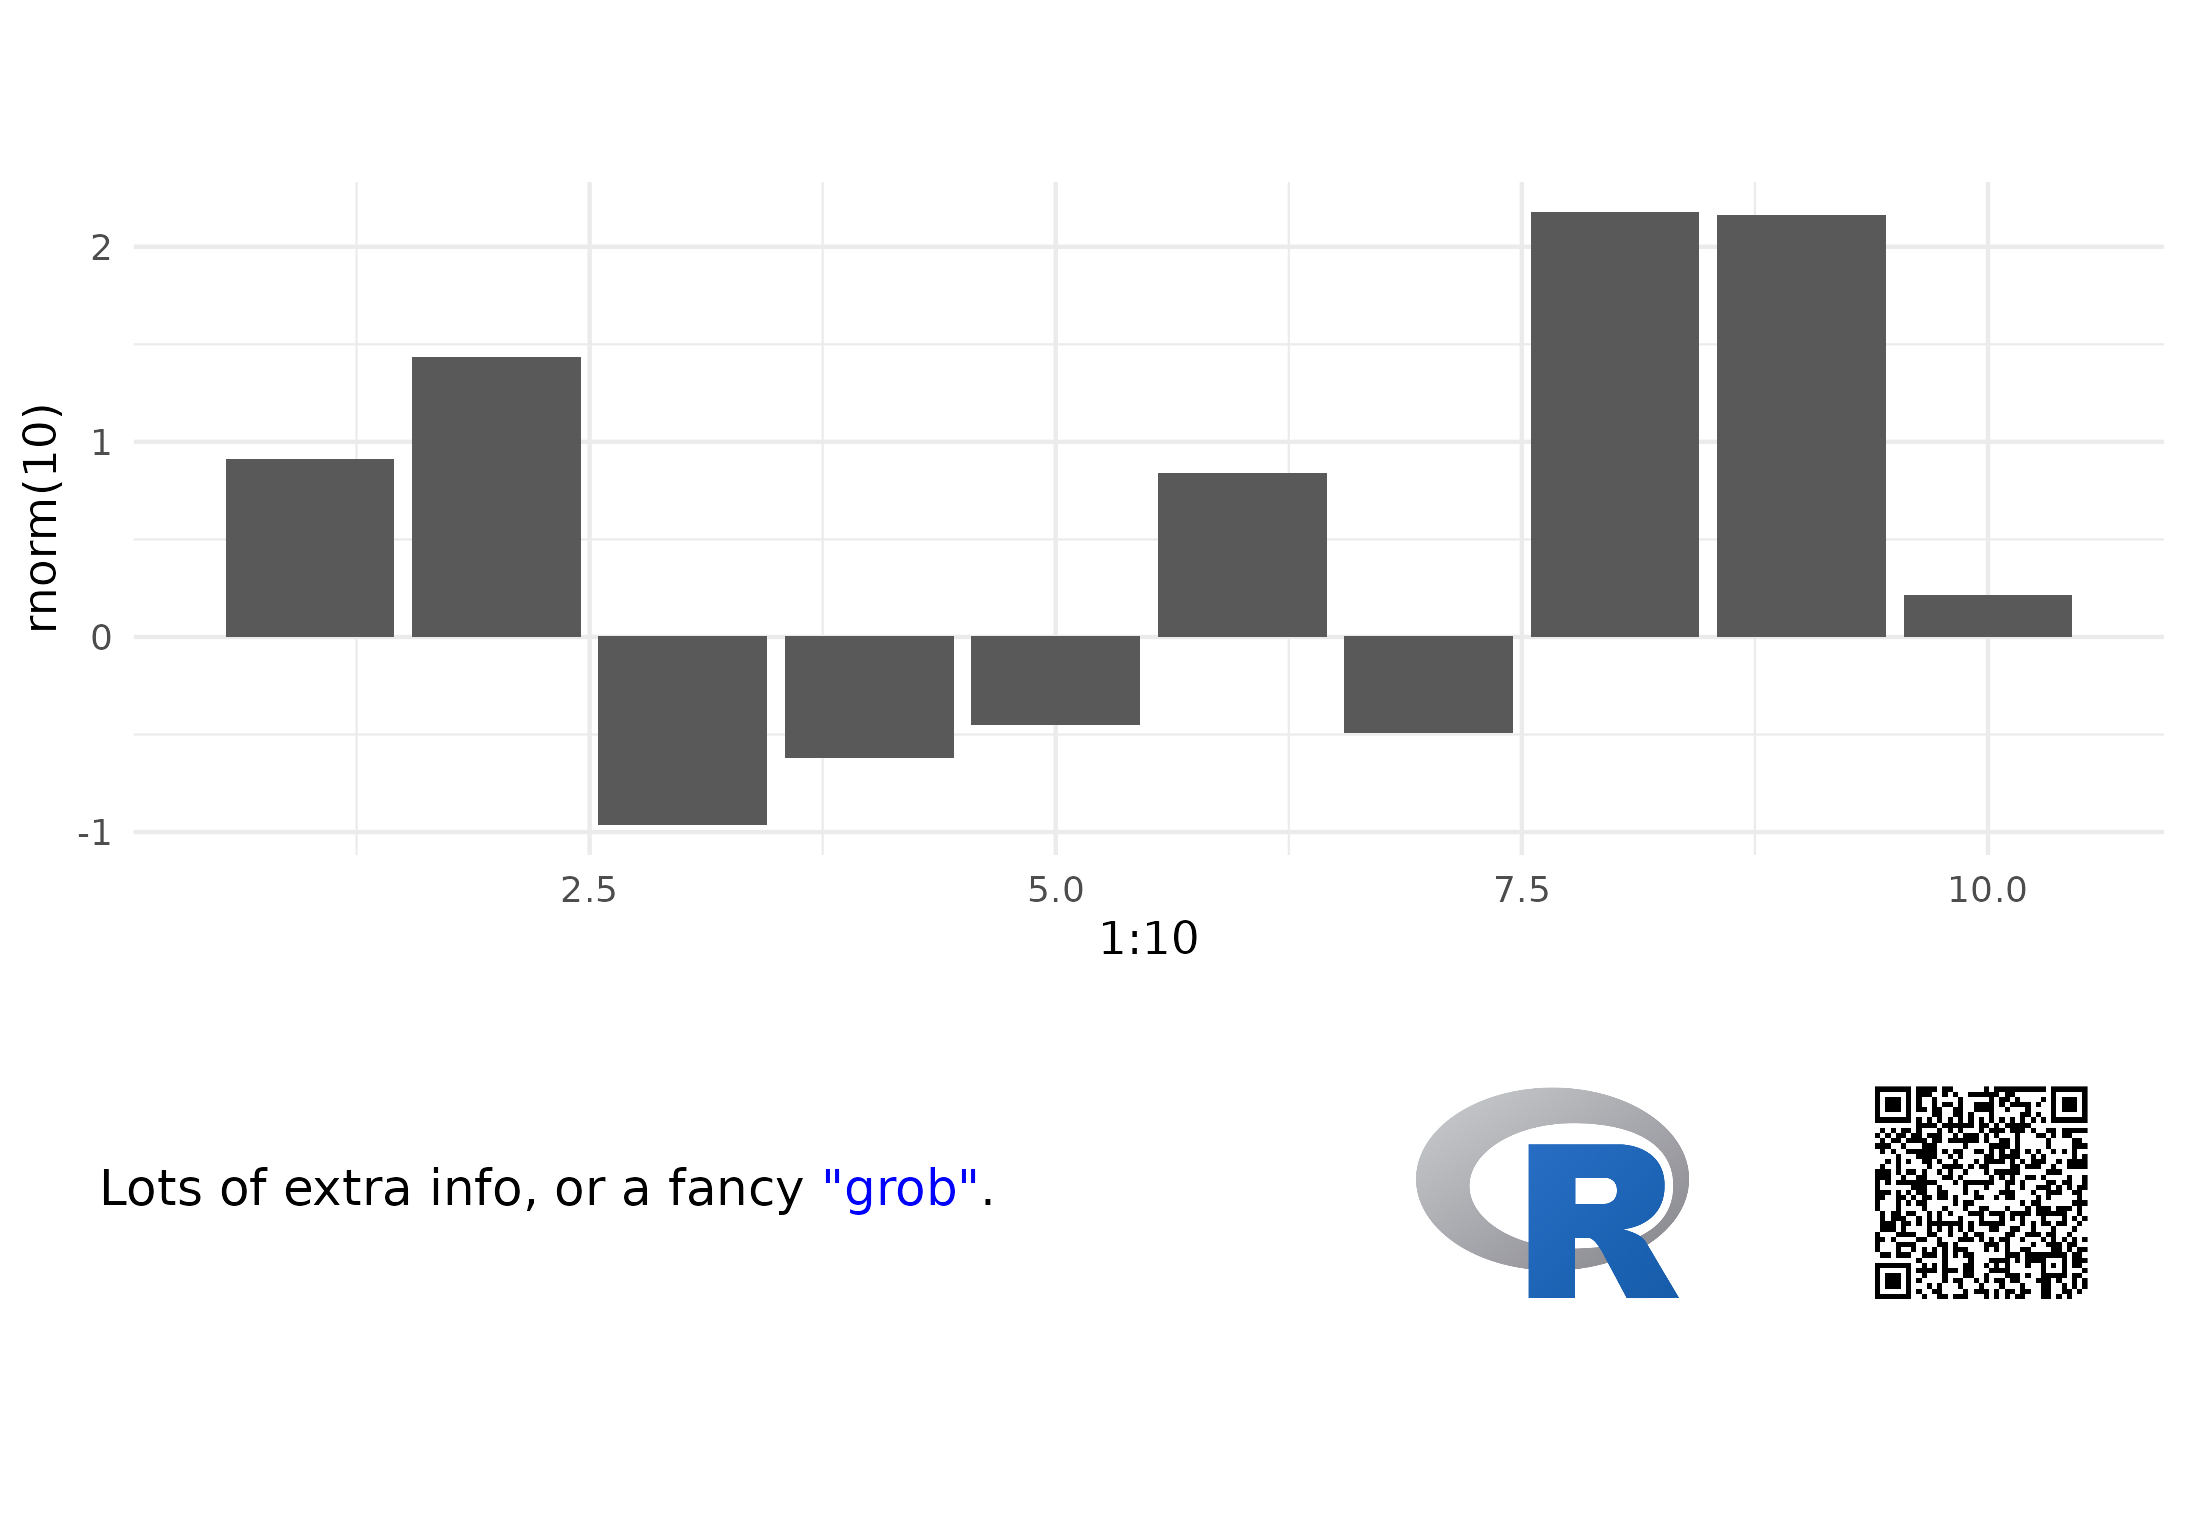 rnorm(10)
2
1
0
-1
2.5 5.0 7.5 10.0
1:10
Lots of extra info, or a fancy "grob".
R